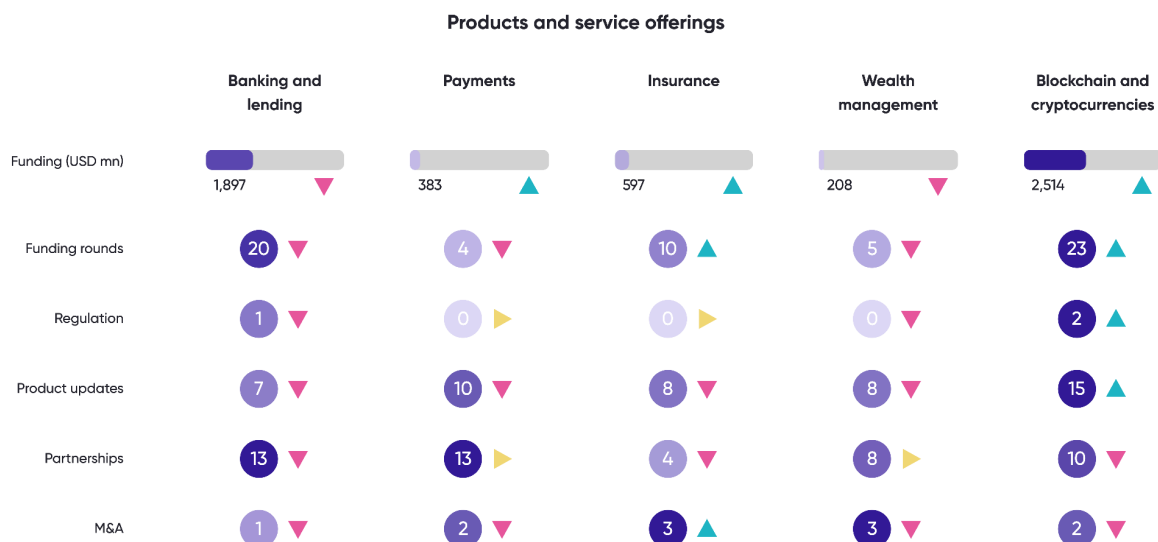 Products and service offerings
Banking and
lending
Payments
Insurance
Wealth
management
Blockchain and
cryptocurrencies
Funding (USD mn)
1,897
383
597
208
2,514
Funding rounds
20
4
10
5
23
Regulation
1
0
0
0
2
Product updates
7
10
8
8
15
Partnerships
13
13
4
8
10
M&A
1
2
3
3
2